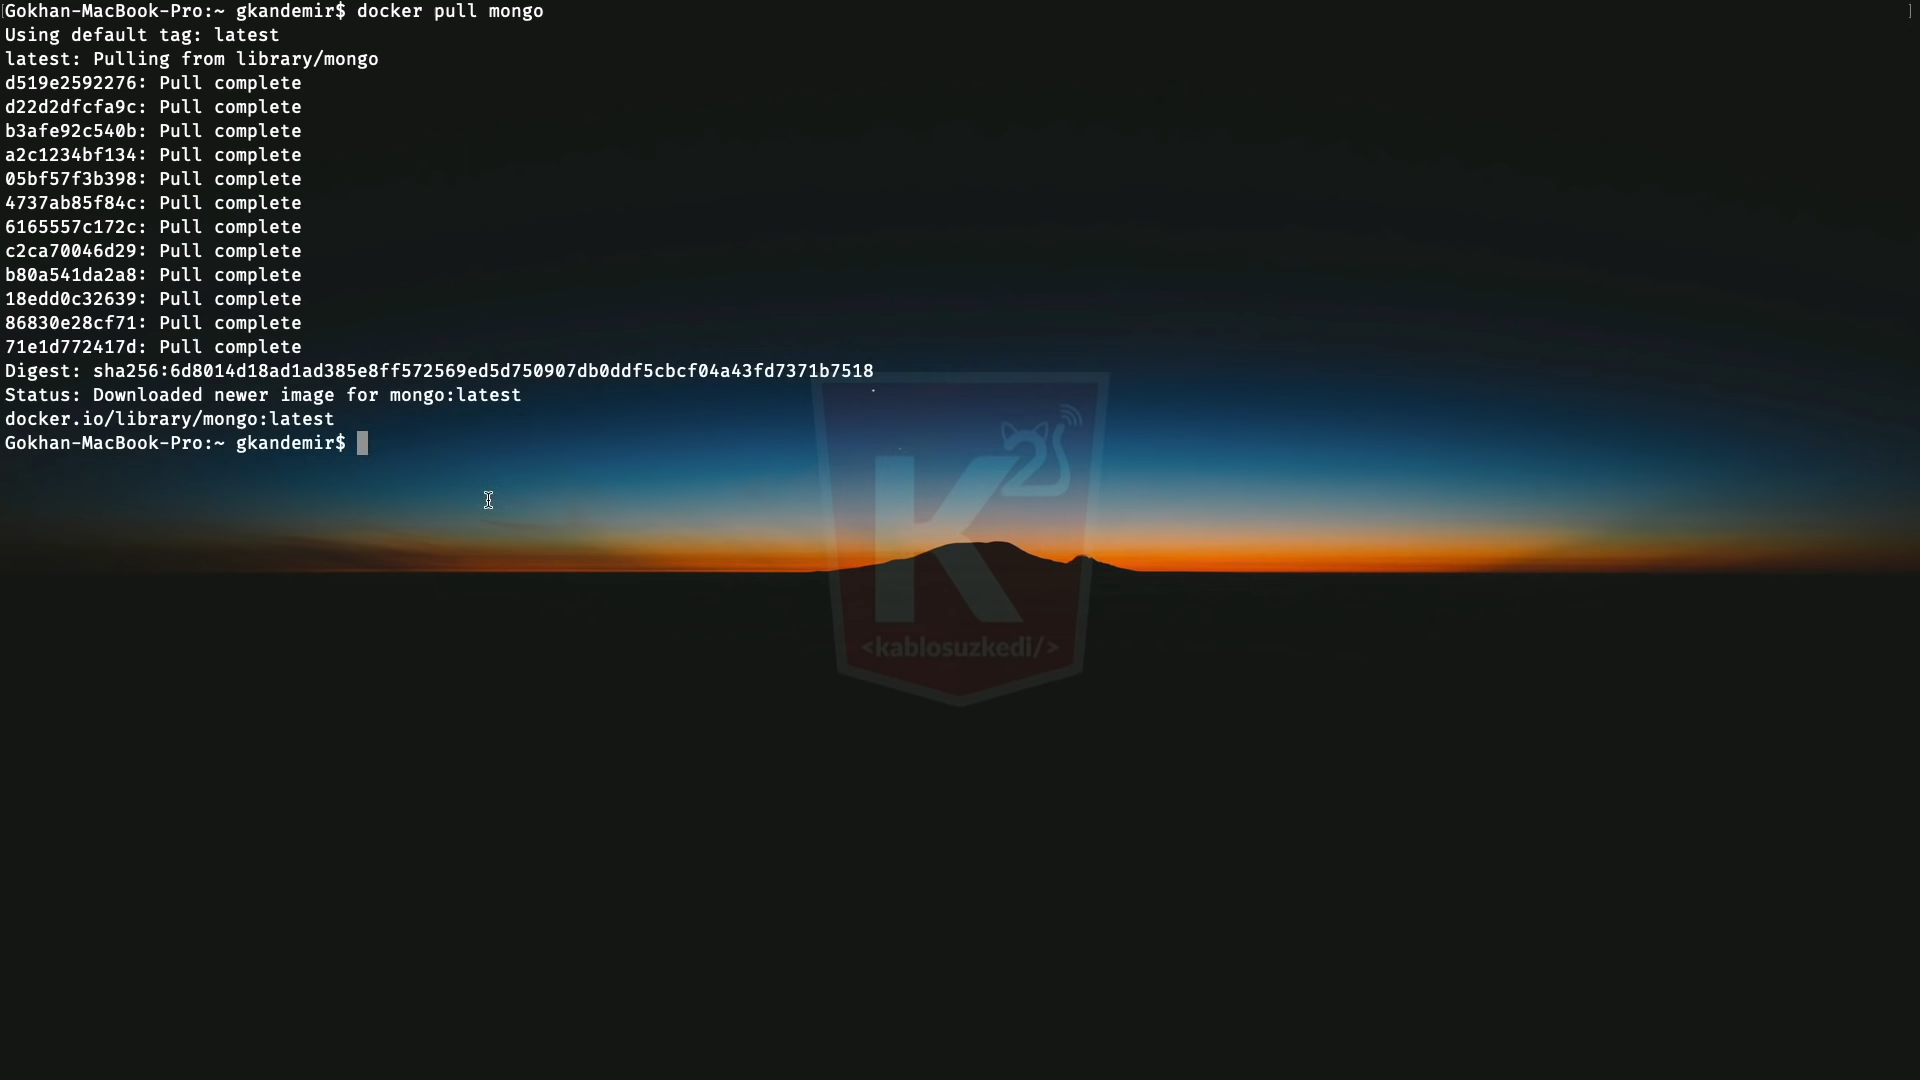 Gokhan-MacBook-Pro:~ gkandemir$ docker pull mongo
Using default tag: latest
latest: Pulling from library/mongo
d519e2592276: Pull complete
d22d2dfcfa9c: Pull complete
b3afe92c540b: Pull complete
a2c1234bf134: Pull complete
05bf57f3b398: Pull complete
4737ab85f84c: Pull complete
6165557c172c: Pull complete
c2ca70046d29: Pull complete
b80a541da2a8: Pull complete
18edd0c32639: Pull complete
86830e28cf71: Pull complete
71e1d772417d: Pull complete
Digest: sha256:6d8014d18ad1ad385e8ff572569ed5d750907db0ddf5cbcf04a43fd7371b7518
Status: Downloaded newer image for mongo:latest
docker.io/library/mongo:latest
Gokhan-MacBook-Pro:~ gkandemir$
K2
<kablosuzkedi/>